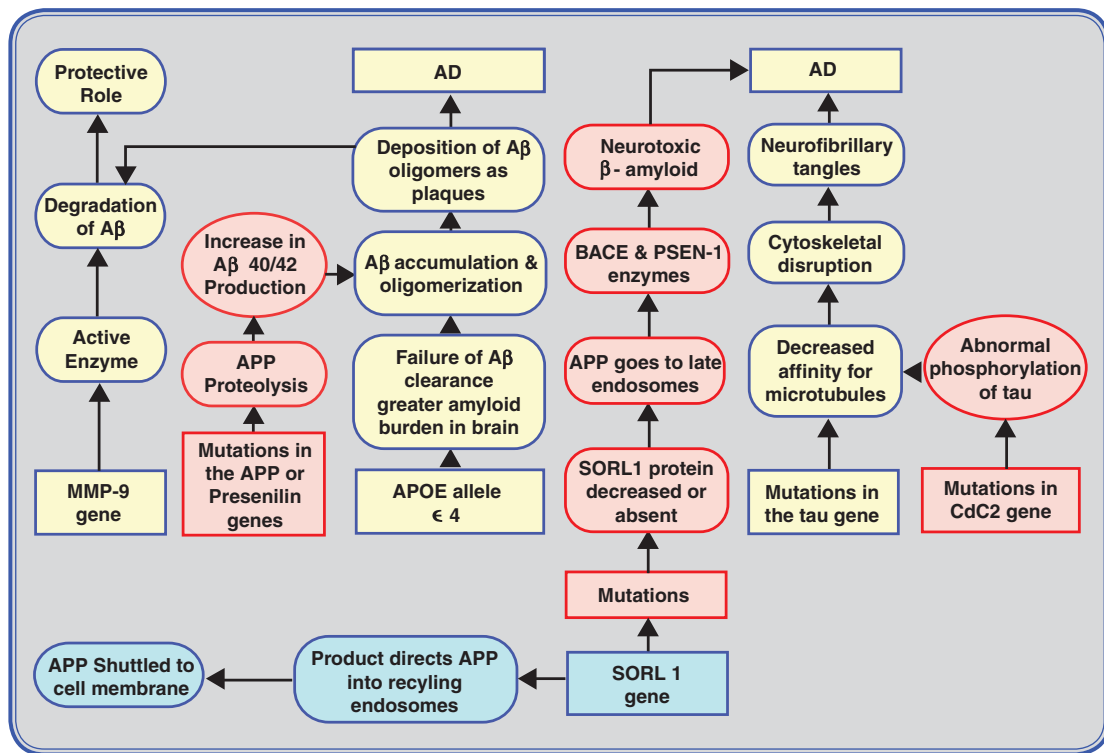 Protective
Role
AD
AD
Deposition of Aβ
oligomers as
plaques
Neurotoxic
β- amyloid
Neurofibrillary
tangles
Degradation
of Aβ
Increase in
Aβ 40/42
Production
Aβ accumulation &
oligomerization
BACE & PSEN-1
enzymes
Cytoskeletal
disruption
Active
Enzyme
APP
Proteolysis
Failure of Aβ
clearance
greater amyloid
burden in brain
APP goes to late
endosomes
Decreased
affinity for
microtubules
Abnormal
phosphorylation
of tau
MMP-9
gene
Mutations in
the APP or
Presenilin
genes
APOE allele
ϵ 4
SORL1 protein
decreased or
absent
Mutations in
the tau gene
Mutations in
CdC2 gene
Mutations
APP Shuttled to
cell membrane
Product directs APP
into recyling
endosomes
SORL 1
gene